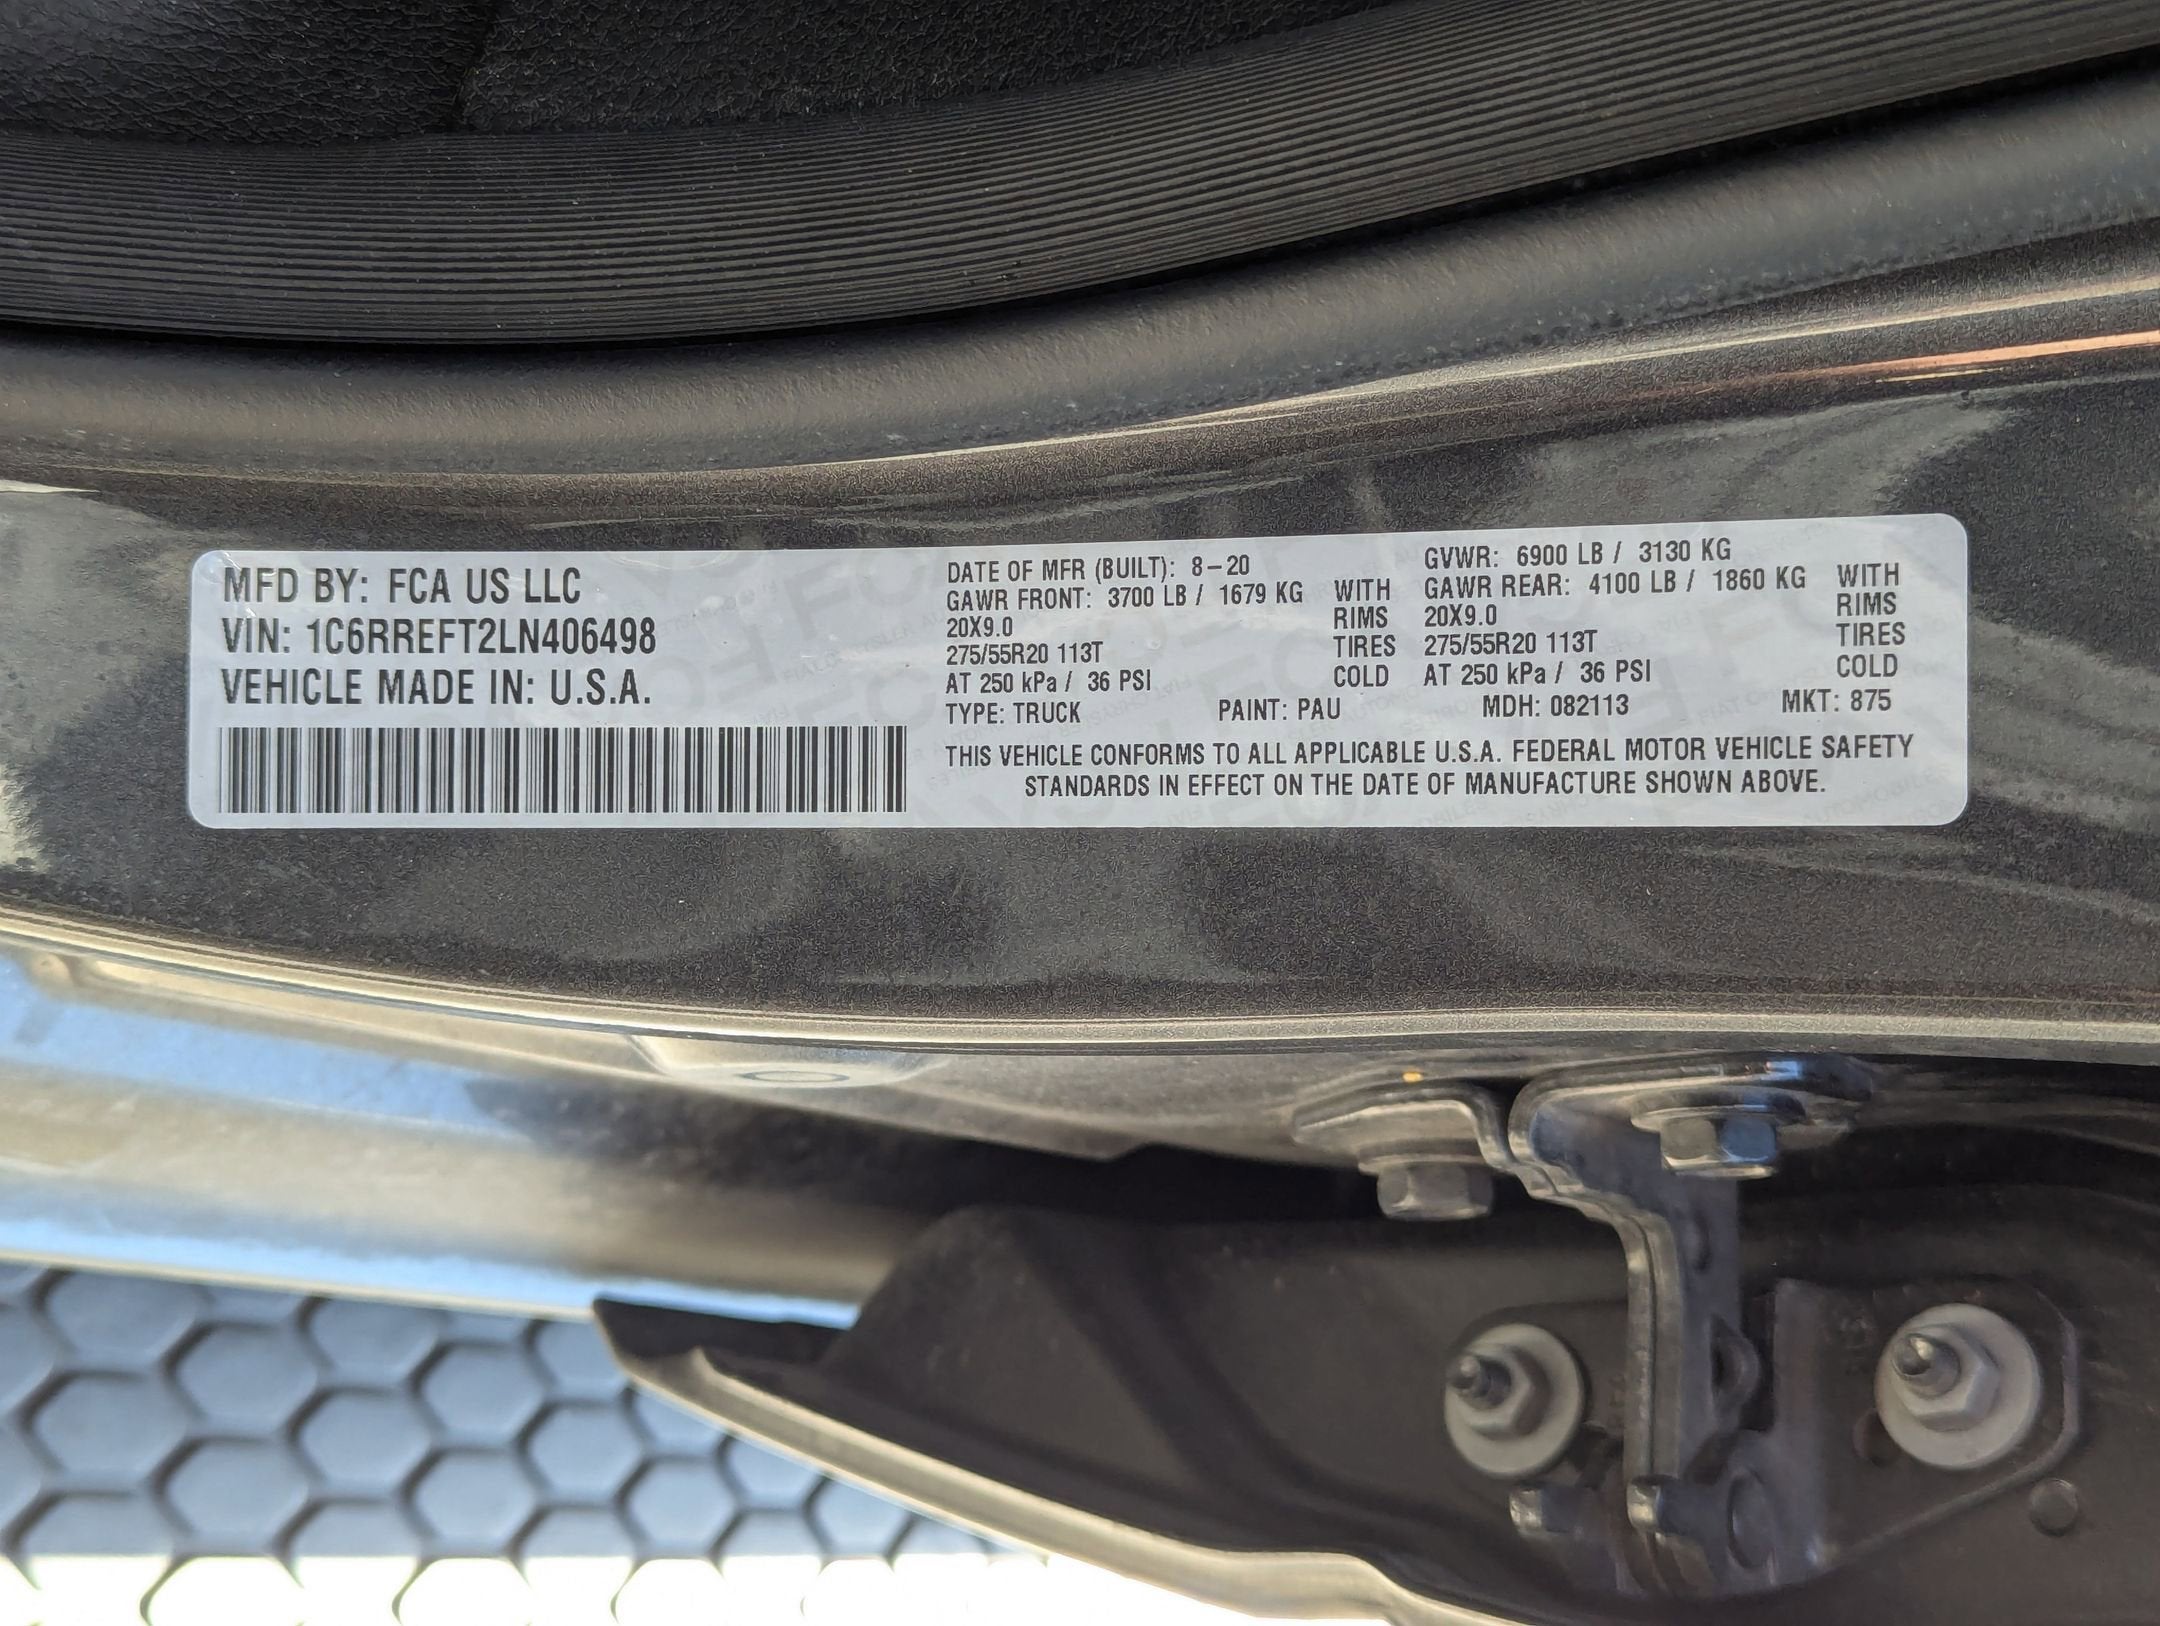 MFD BY: FCA US LLC
VIN: 1C6RREFT2LN406498
VEHICLE MADE IN: U.S.A.
DATE OF MFR (BUILT): 8-20
GAWR FRONT: 3700 LB / 1679 KG WITH
20X9.0 RIMS
275/55R20 113T TIRES
AT 250 kPa / 36 PSI COLD
GVWR: 6900 LB / 3130 KG
GAWR REAR: 4100 LB / 1860 KG WITH
20X9.0 RIMS
275/55R20 113T TIRES
AT 250 kPa / 36 PSI COLD
TYPE: TRUCK PAINT: PAU MDH: 082113 MKT: 875
THIS VEHICLE CONFORMS TO ALL APPLICABLE U.S.A. FEDERAL MOTOR VEHICLE SAFETY
STANDARDS IN EFFECT ON THE DATE OF MANUFACTURE SHOWN ABOVE.